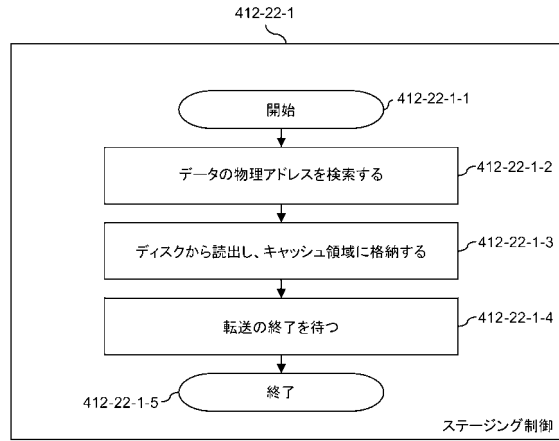 412-22-1
開始
412-22-1-1
データの物理アドレスを検索する
412-22-1-2
ディスクから読出し、キャッシュ領域に格納する
412-22-1-3
転送の終了を待つ
412-22-1-4
終了
412-22-1-5
ステージング制御